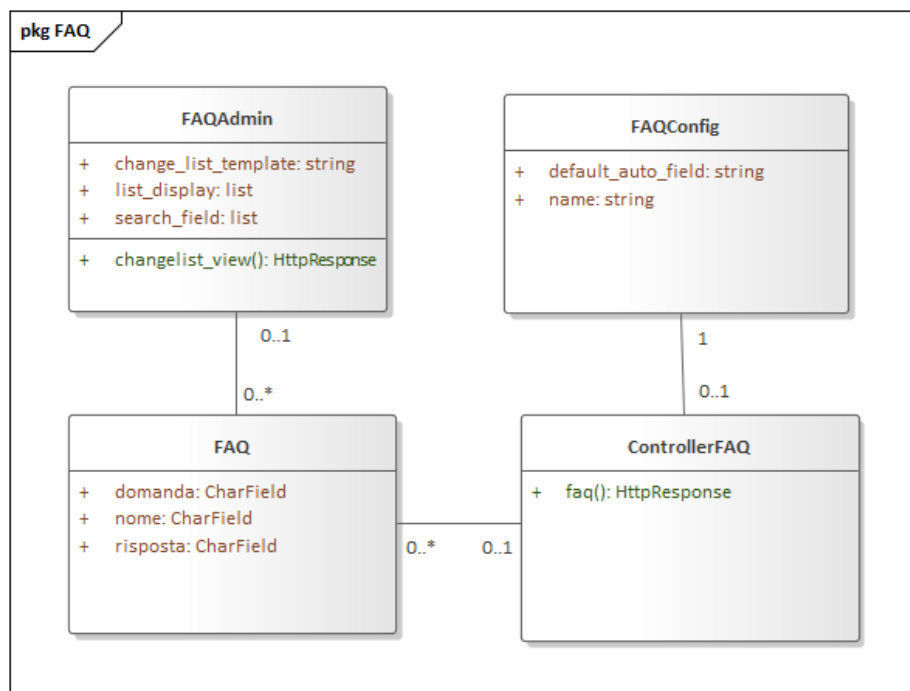 pkg FAQ
FAQAdmin
+ change_list_template: string
+ list_display: list
+ search_field: list
+ changelist_view(): HttpResponse
FAQConfig
+ default_auto_field: string
+ name: string
0..1
0..*
1
0..1
FAQ
+ domanda: CharField
+ nome: CharField
+ risposta: CharField
0..*
0..1
ControllerFAQ
+ faq(): HttpResponse